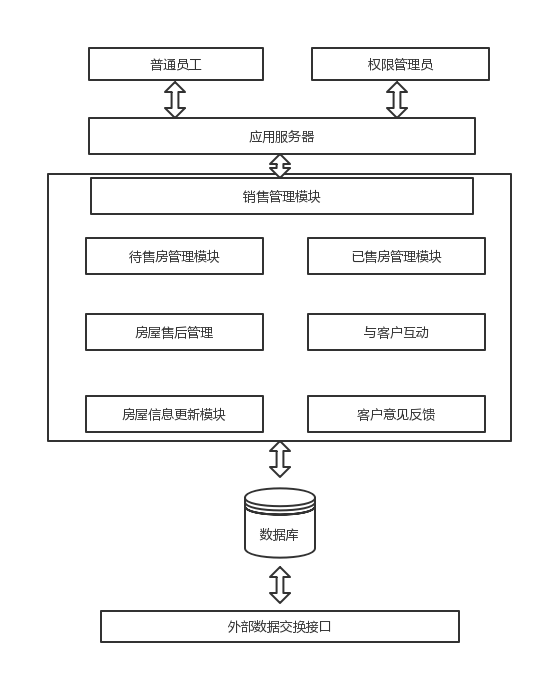 普通员工
权限管理员
应用服务器
销售管理模块
待售房管理模块
已售房管理模块
房屋售后管理
与客户互动
房屋信息更新模块
客户意见反馈
数据库
外部数据交换接口